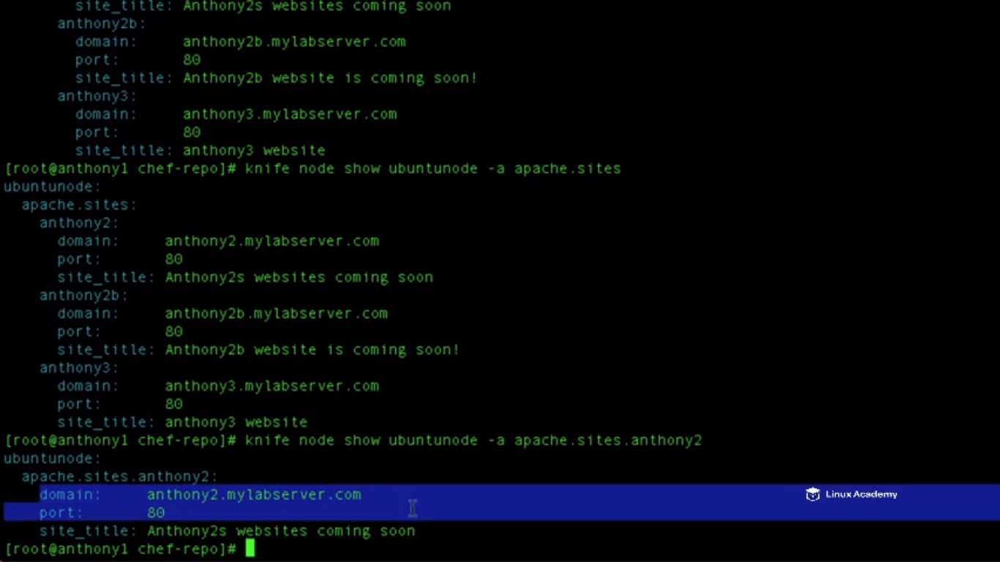 site_title: Anthony2s websites coming soon
anthony2b:
domain: anthony2b.mylabserver.com
port: 80
site_title: Anthony2b website is coming soon!
anthony3:
domain: anthony3.mylabserver.com
port: 80
site_title: anthony3 website
[root@anthony1 chef-repo]# knife node show ubuntunode -a apache.sites
ubuntunode:
apache.sites:
anthony2:
domain: anthony2.mylabserver.com
port: 80
site_title: Anthony2s websites coming soon
anthony2b:
domain: anthony2b.mylabserver.com
port: 80
site_title: Anthony2b website is coming soon!
anthony3:
domain: anthony3.mylabserver.com
port: 80
site_title: anthony3 website
[root@anthony1 chef-repo]# knife node show ubuntunode -a apache.sites.anthony2
ubuntunode:
apache.sites.anthony2:
domain: anthony2.mylabserver.com
Linux Academy
port: 80
site_title: Anthony2s websites coming soon
[root@anthony1 chef-repo]#